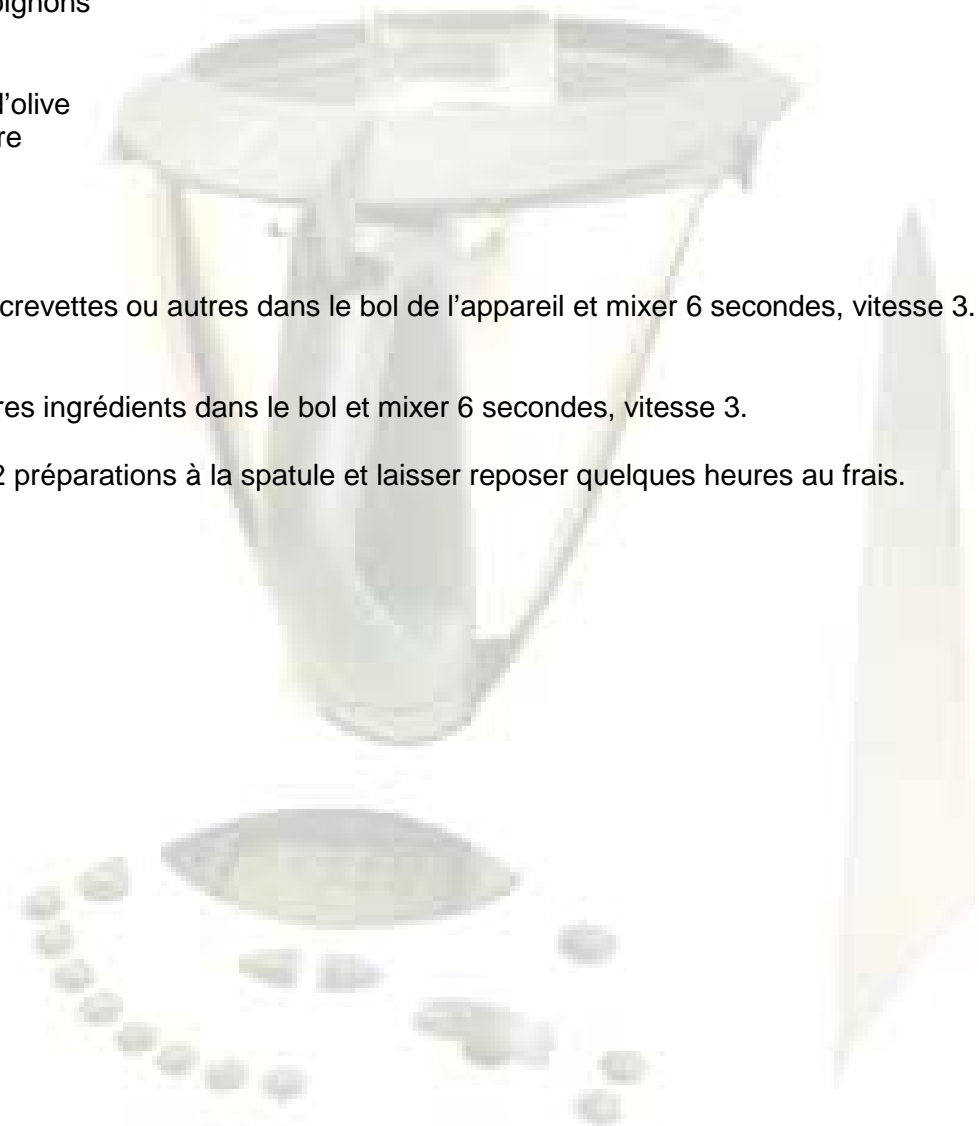 oignons
l’olive
re
crevettes ou autres dans le bol de l’appareil et mixer 6 secondes, vitesse 3.
res ingrédients dans le bol et mixer 6 secondes, vitesse 3.
2 préparations à la spatule et laisser reposer quelques heures au frais.